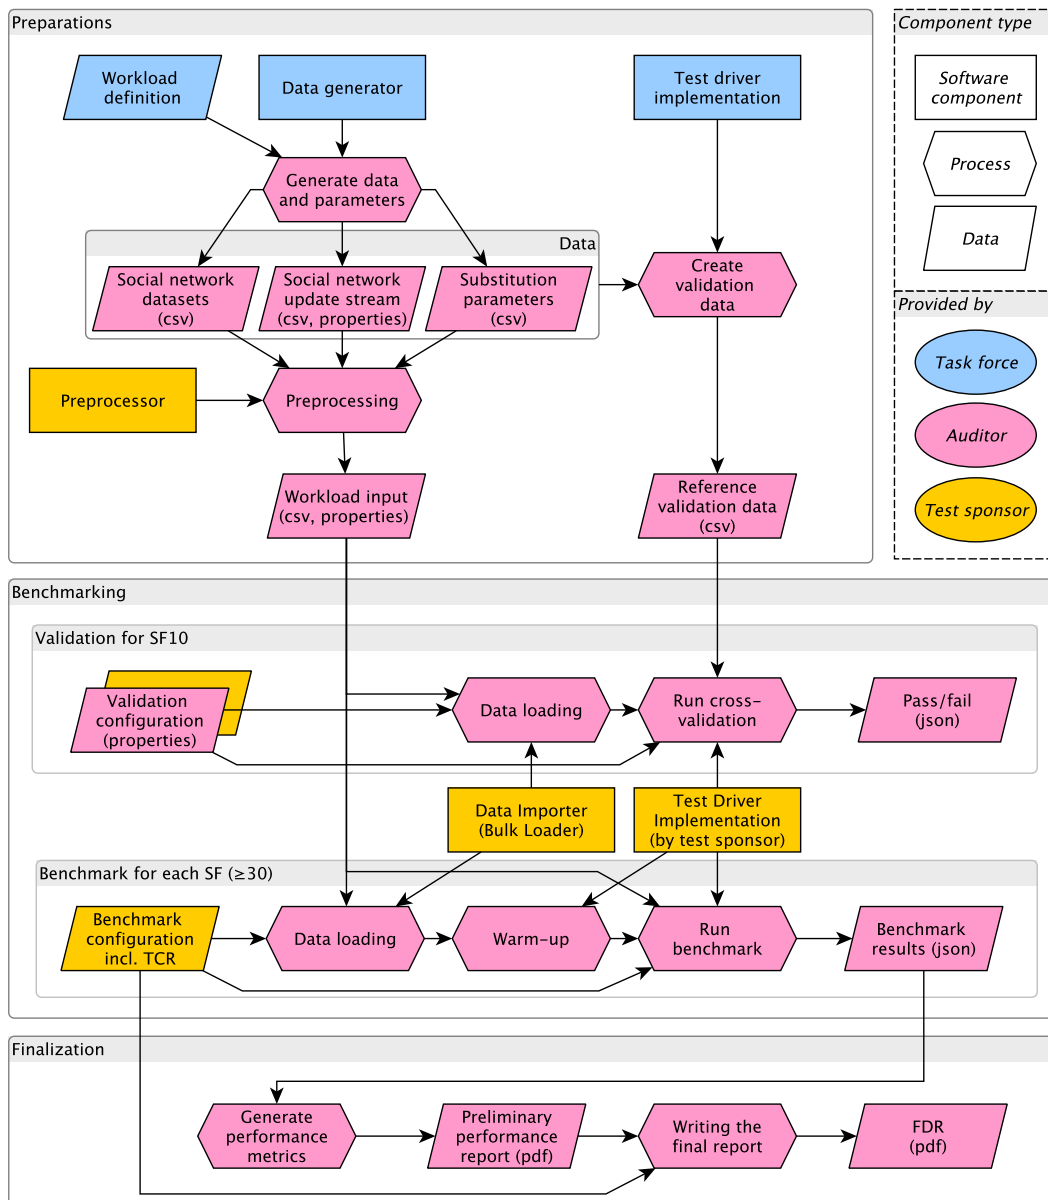 Preparations
Workload
definition
Data generator
Test driver
implementation
Generate data
and parameters
Data
Social network
datasets
(csv)
Social network
update stream
(csv, properties)
Substitution
parameters
(csv)
Create
validation
data
Preprocessor
Preprocessing
Workload input
(csv, properties)
Reference
validation data
(csv)
Component type
Software
component
Process
Data
Provided by
Task force
Auditor
Test sponsor
Benchmarking
Validation for SF10
Validation
configuration
(properties)
Data loading
Run cross-
validation
Pass/fail
(json)
Data Importer
(Bulk Loader)
Test Driver
Implementation
(by test sponsor)
Benchmark for each SF (≥30)
Benchmark
configuration
incl. TCR
Data loading
Warm-up
Run
benchmark
Benchmark
results (json)
Finalization
Generate
performance
metrics
Preliminary
performance
report (pdf)
Writing the
final report
FDR
(pdf)